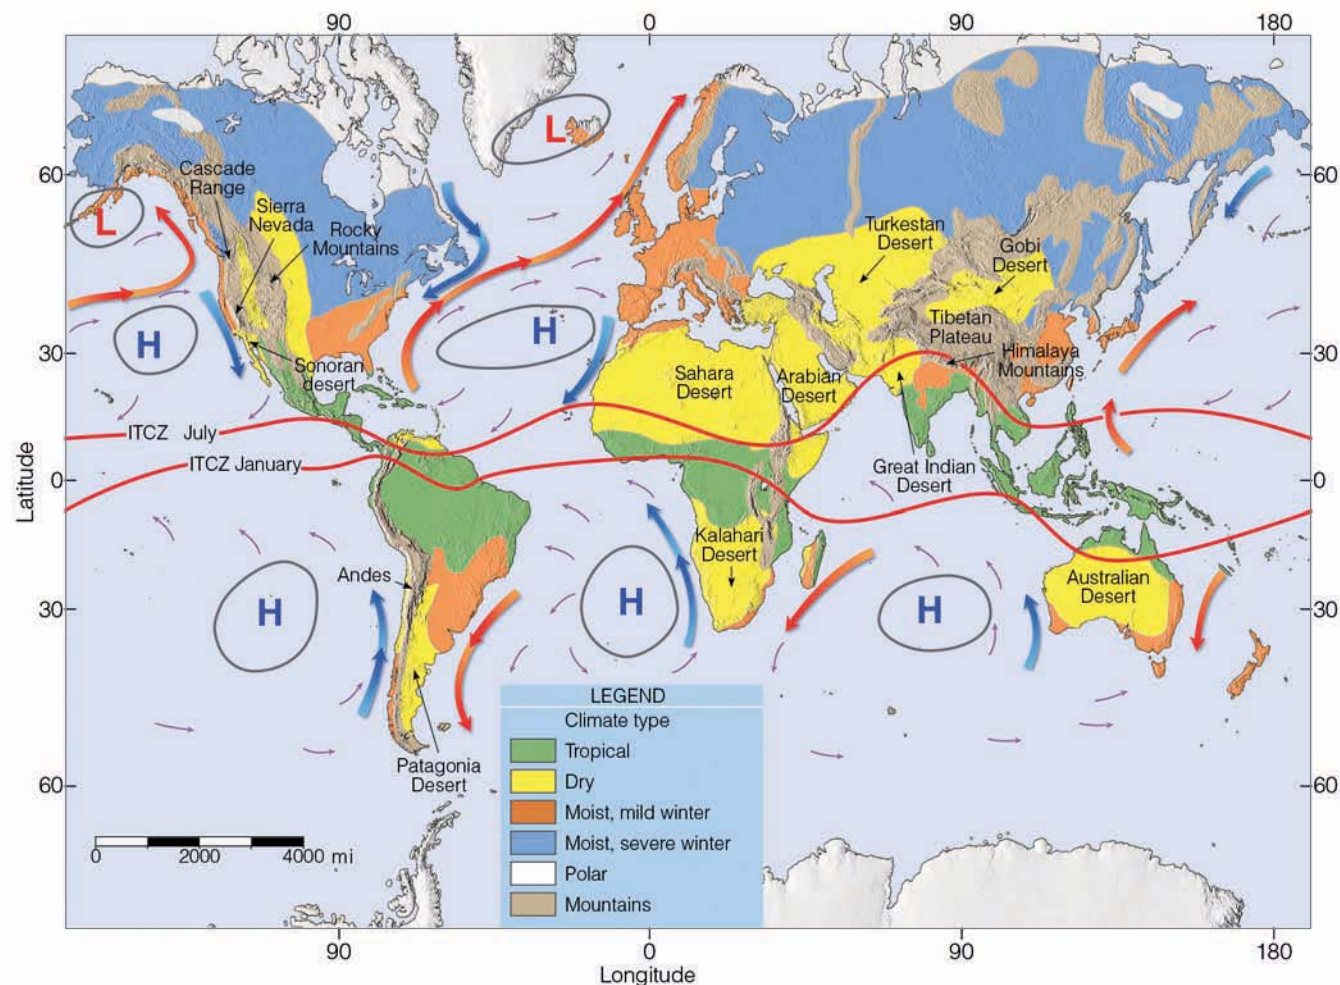 90
0
90
180
L
60
60
Cascade
Range
Sierra
Nevada
Rocky
Mountains
L
Turkestan
Desert
Gobi
Desert
H
H
Tibetan
Plateau
30
30
Sonoran
desert
Sahara
Desert
Arabian
Desert
Himalaya
Mountains
ITCZ July
ITCZ January
Great Indian
Desert
0
0
Latitude
Kalahari
Desert
Andes
Australian
Desert
30
30
H
H
H
Patagonia
Desert
60
60
LEGEND
Climate type
Tropical
Dry
Moist, mild winter
Moist, severe winter
Polar
Mountains
0 2000 4000 mi
90
0
90
180
Longitude